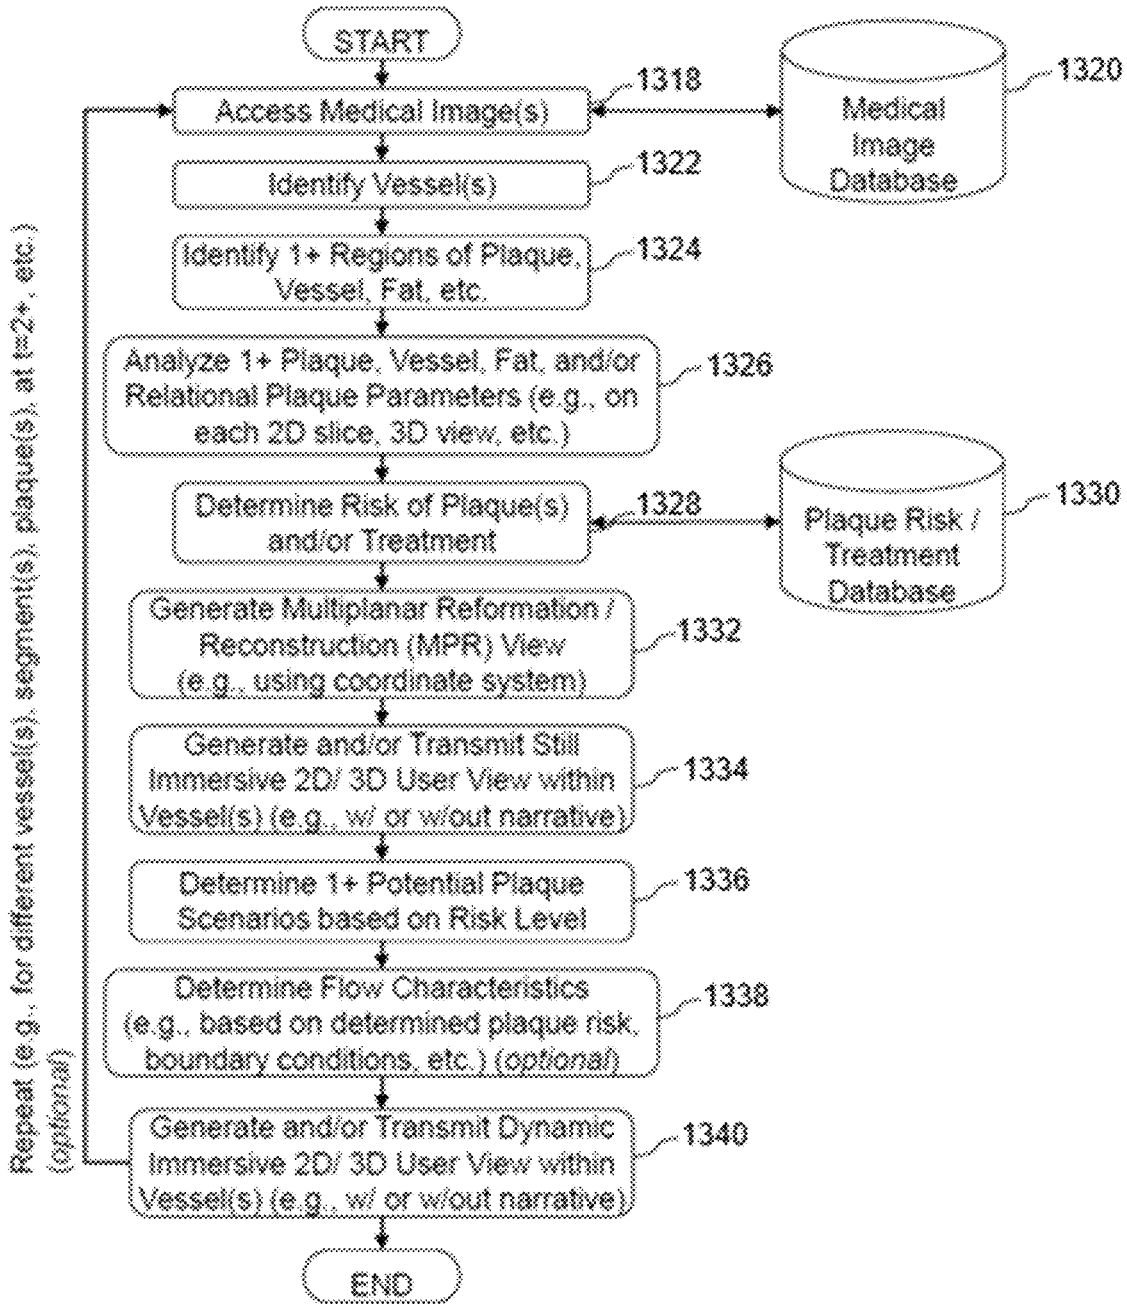 START
Access Medical Image(s)
1318
Medical
Image
Database
1320
Identify Vessel(s)
1322
Identify 1+ Regions of Plaque,
Vessel, Fat, etc.
1324
Analyze 1+ Plaque, Vessel, Fat, and/or
Relational Plaque Parameters (e.g., on
each 2D slice, 3D view, etc.)
1326
Determine Risk of Plaque(s)
and/or Treatment
1328
Plaque Risk /
Treatment
Database
1330
Generate Multiplanar Reformation /
Reconstruction (MPR) View
(e.g., using coordinate system)
1332
Generate and/or Transmit Still
Immersive 2D/ 3D User View within
Vessel(s) (e.g., w/ or w/out narrative)
1334
Determine 1+ Potential Plaque
Scenarios based on Risk Level
1336
Determine Flow Characteristics
(e.g., based on determined plaque risk,
boundary conditions, etc.) (optional)
1338
Generate and/or Transmit Dynamic
Immersive 2D/ 3D User View within
Vessel(s) (e.g., w/ or w/out narrative)
1340
END
Repeat (e.g., for different vessel(s), segment(s), plaque(s), at t=2+, etc.)
(optional)